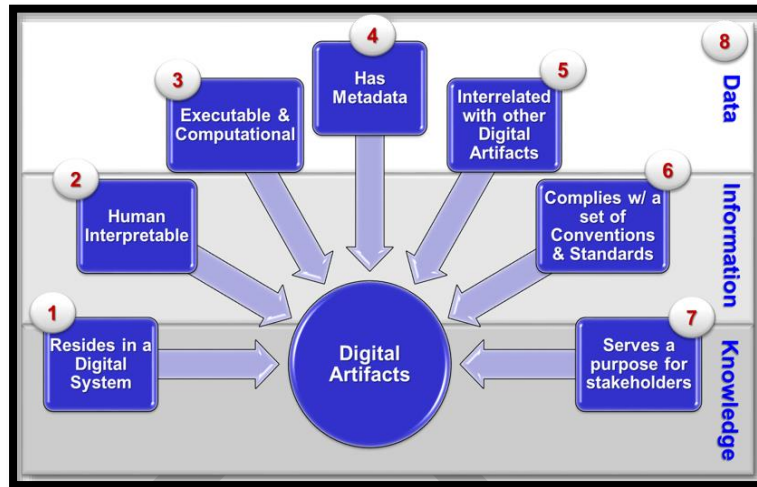 1
Resides in a
Digital
System
2
Human
Interpretable
3
Executable &
Computational
4
Has
Metadata
5
Interrelated
with other
Digital
Artifacts
6
Complies w/ a
set of
Conventions
& Standards
7
Serves a
purpose for
stakeholders
8
Data
Information
Knowledge
Digital
Artifacts